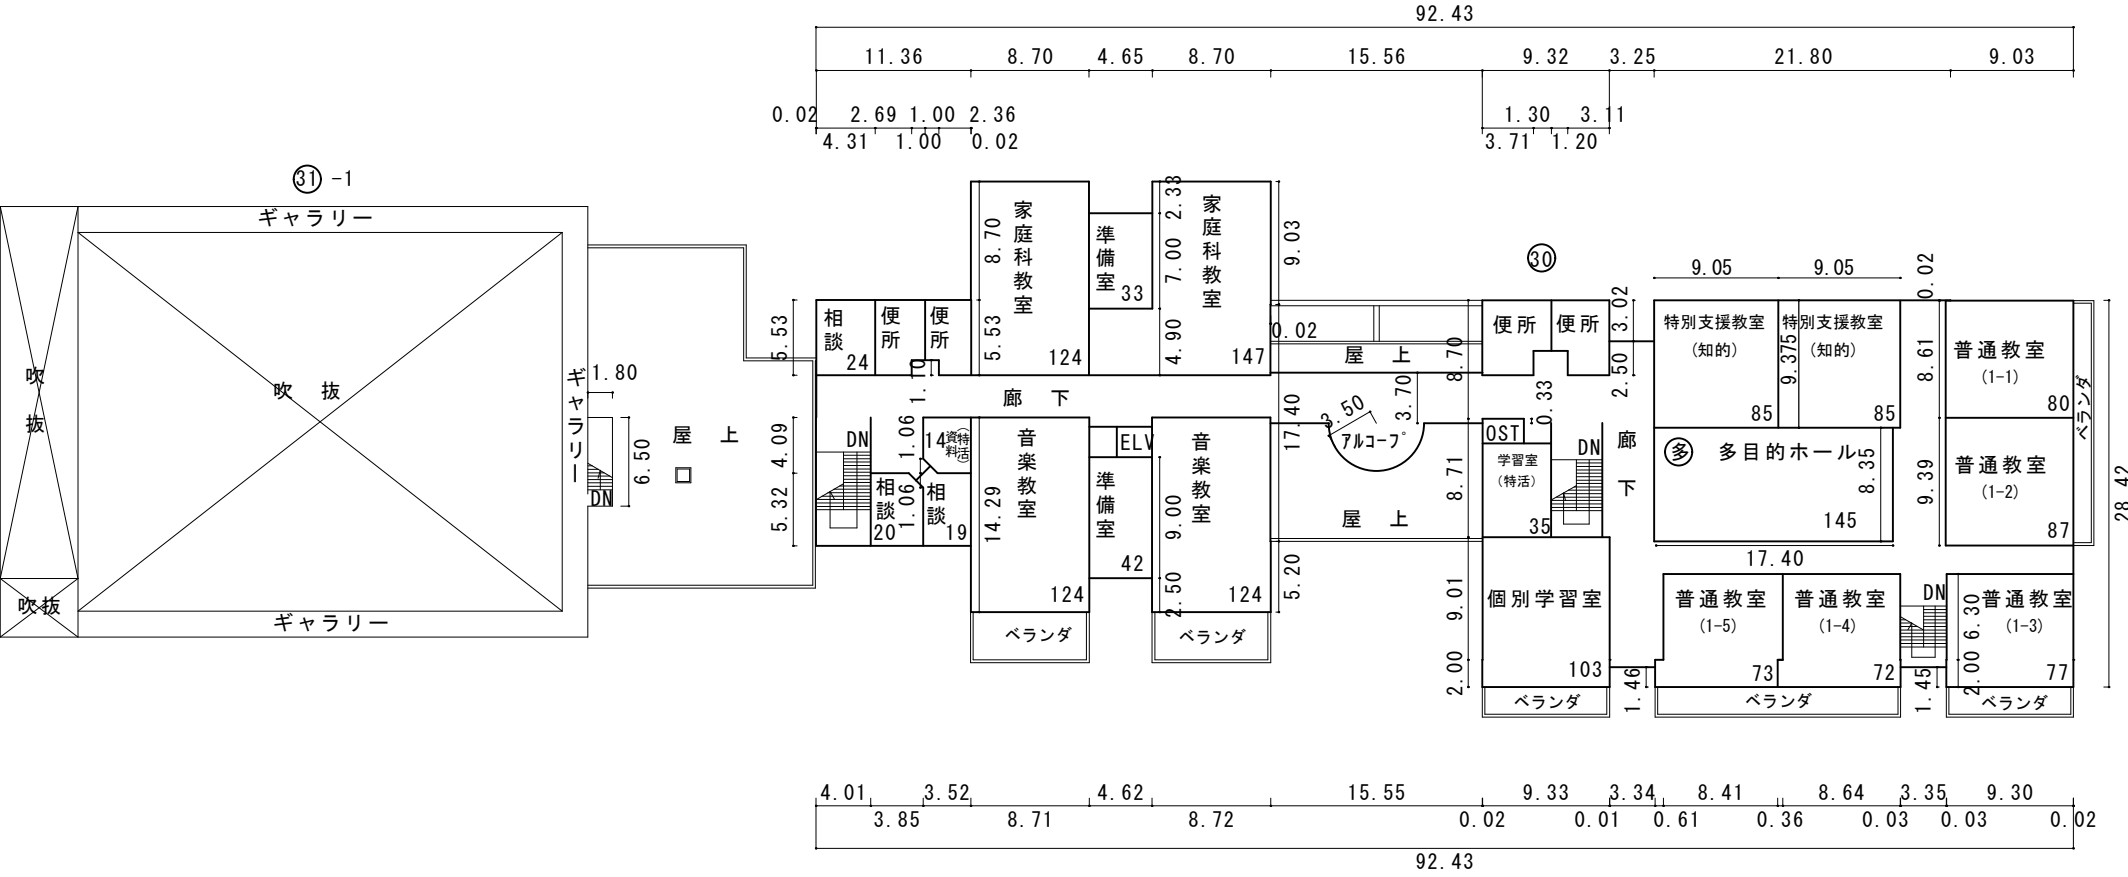 92.43
11.36 8.70 4.65 8.70 15.56 9.32 3.25 21.80 9.03
0.02 2.69 1.00 2.36 1.30 3.11
4.31 1.00 0.02 3.71 1.20
31 -1
30
ギャラリー
吹抜
吹 抜
吹抜
ギャラリー
ギャラリー
1.80
6.50
DN
屋 上
5.53
4.09
5.32
相談
24
便所
便所
1.10
家庭科教室
8.70
5.53
124
準備室
33
2.33
7.00
4.90
家庭科教室
147
9.03
0.02
屋 上
17.40
5.20
廊 下
DN
1.06
14
資料
(特活)
1.06
相談
20
相談
19
音楽教室
14.29
124
ベランダ
ELV
準備室
42
9.00
2.50
音楽教室
124
ベランダ
3.50
3.70
アルコーブ
屋 上
8.70
8.71
9.01
2.00
便所
便所
3.02
2.50
0.33
OST
学習室
(特活)
35
DN
廊下
個別学習室
103
ベランダ
1.46
9.05 9.05
特別支援教室
(知的)
85
9.375
特別支援教室
(知的)
85
多 多目的ホール
8.35
145
17.40
0.02
8.61
9.39
普通教室
(1-1)
80
普通教室
(1-2)
87
ベランダ
28.42
普通教室
(1-5)
73
普通教室
(1-4)
72
ベランダ
DN
1.45
6.30
2.00
普通教室
(1-3)
77
ベランダ
4.01 3.52 4.62 15.55 9.33 3.34 8.41 8.64 3.35 9.30
3.85 8.71 8.72 0.02 0.01 0.61 0.36 0.03 0.03 0.02
92.43